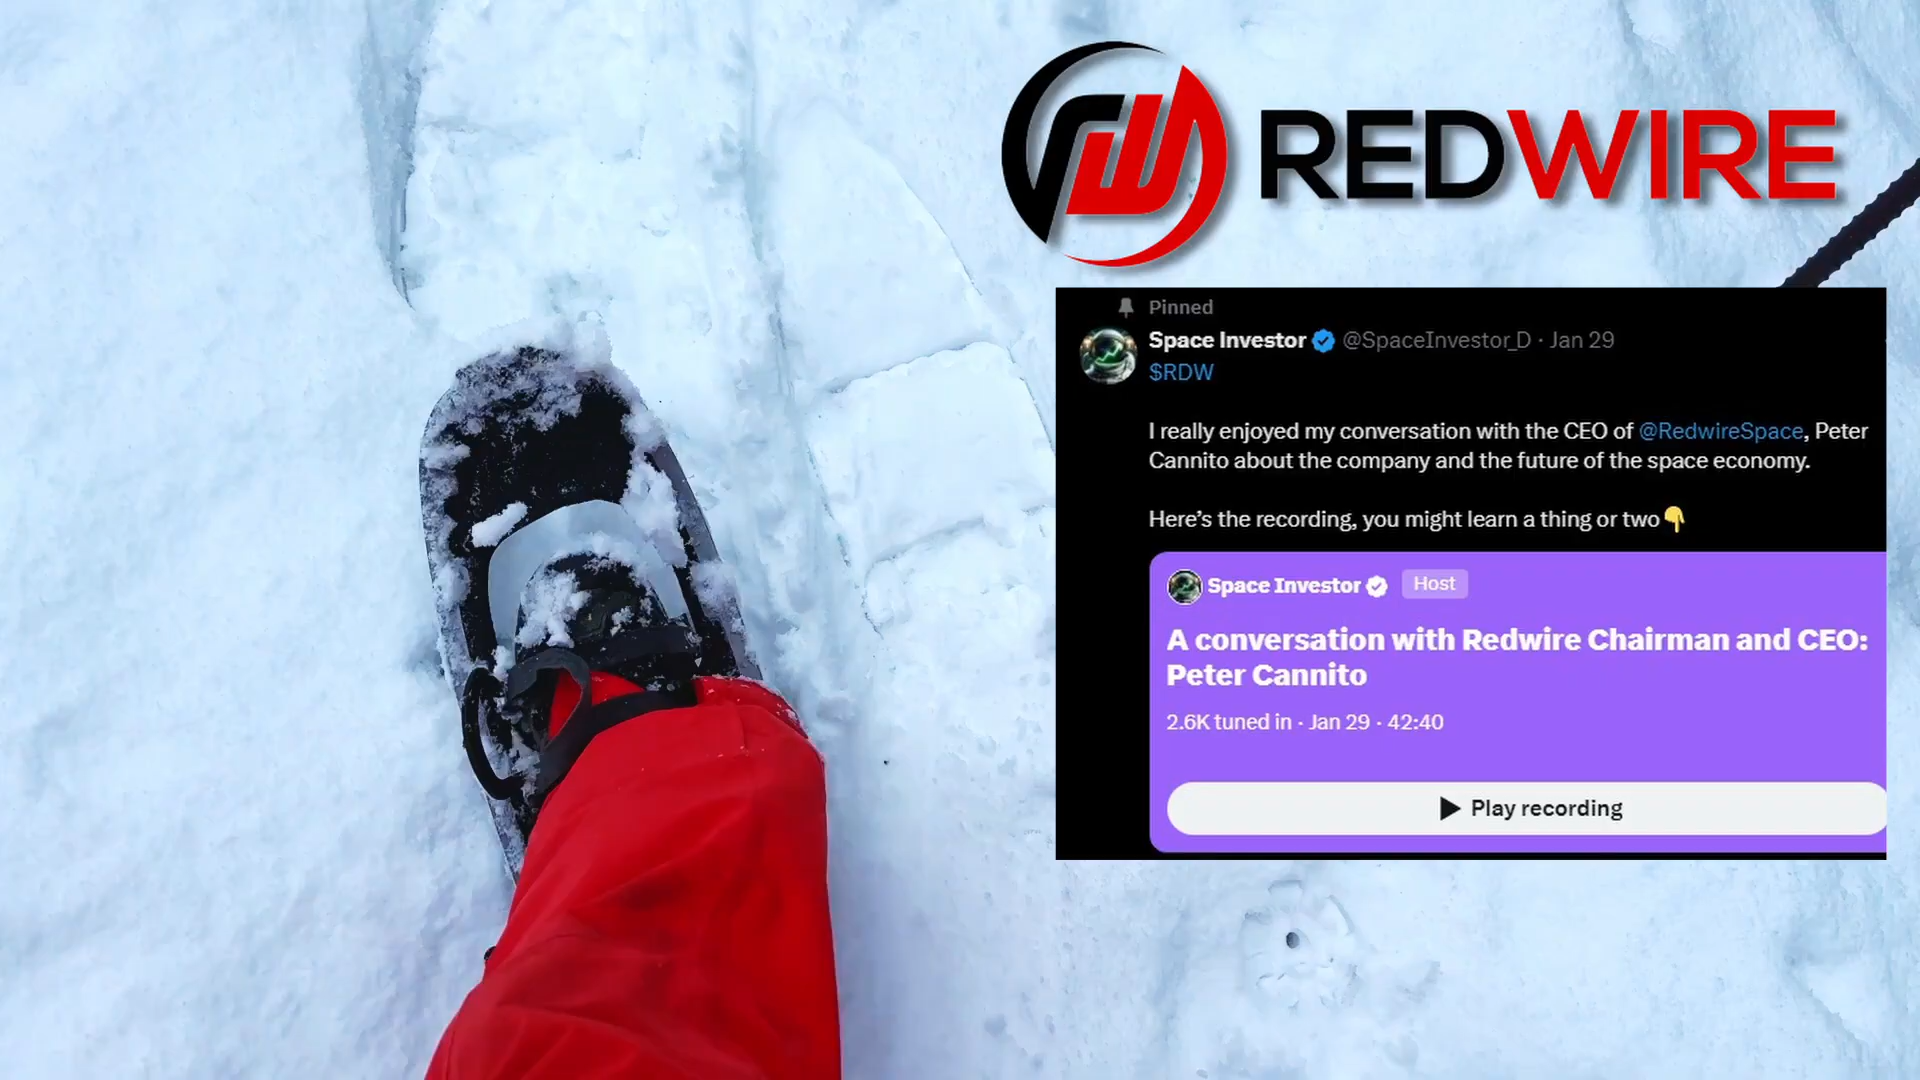 REDWIRE
Pinned
Space Investor @SpaceInvestor_D · Jan 29
$RDW
I really enjoyed my conversation with the CEO of @RedwireSpace, Peter
Cannito about the company and the future of the space economy.
Here's the recording, you might learn a thing or two👇
Space Investor Host
A conversation with Redwire Chairman and CEO:
Peter Cannito
2.6K tuned in · Jan 29 · 42:40
Play recording